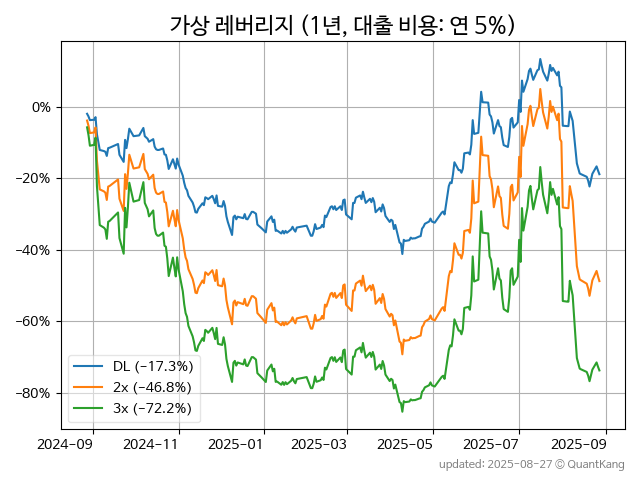 가상 레버리지 (1년, 대출 비용: 연 5%)
0%
−20%
−40%
−60%
−80%
DL (−17.3%)
2x (−46.8%)
3x (−72.2%)
2024-09 2024-11 2025-01 2025-03 2025-05 2025-07 2025-09
updated: 2025-08-27 © QuantKang